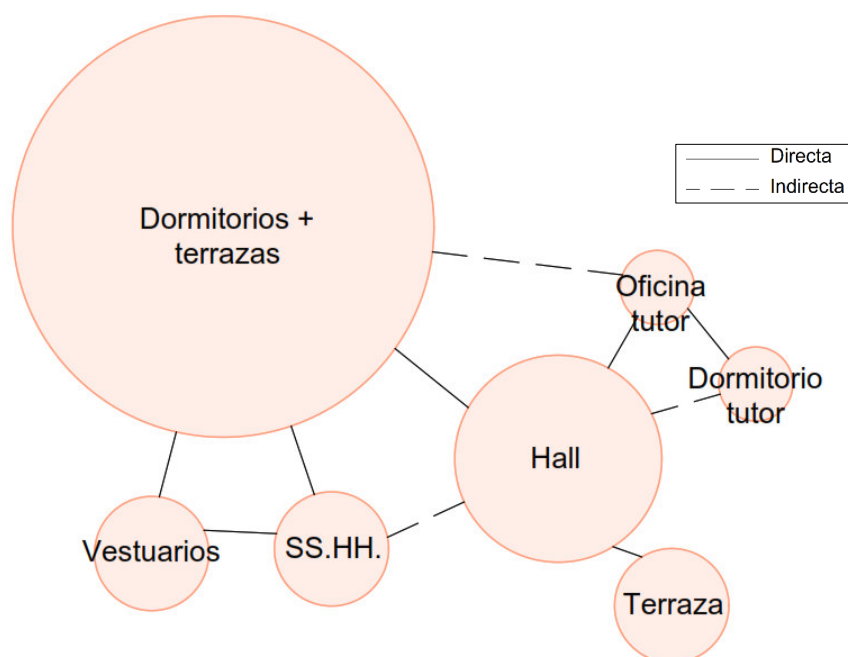 Dormitorios +
terrazas
Directa
Indirecta
Oficina
tutor
Dormitorio
tutor
Hall
Vestuarios
SS.HH.
Terraza